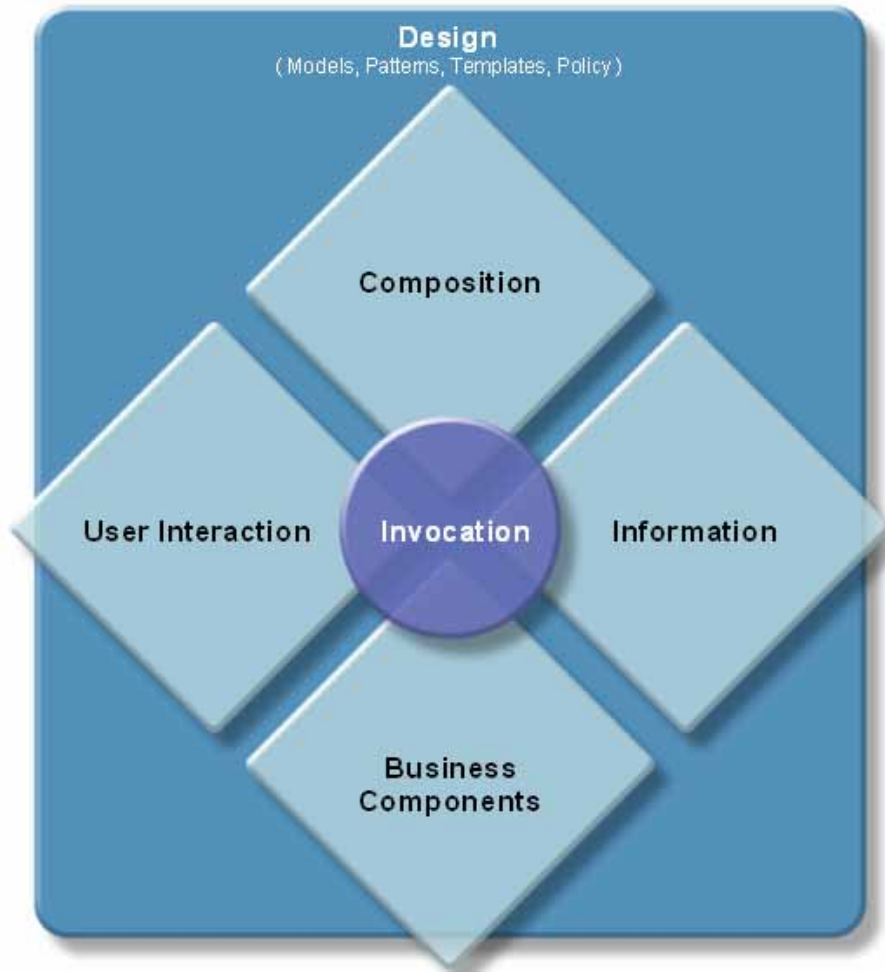 Design
( Models, Patterns, Templates, Policy )
Composition
User Interaction
Invocation
Information
Business
Components